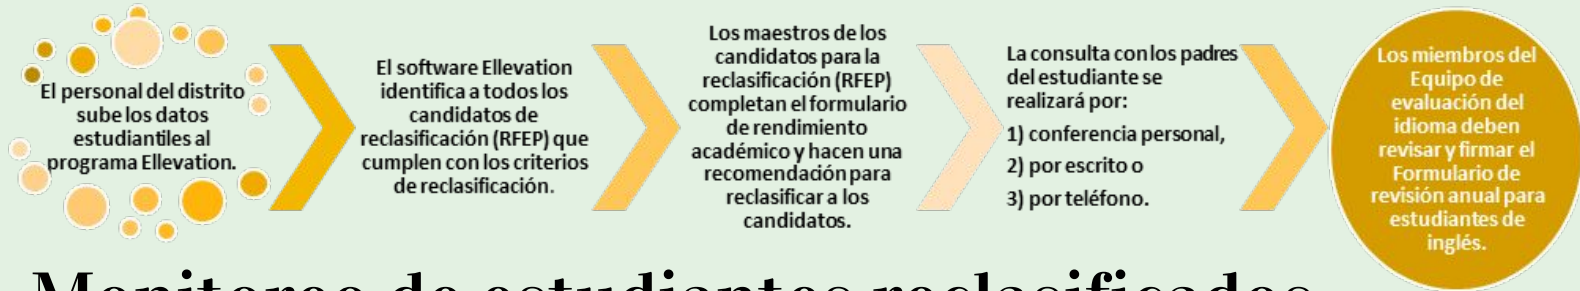 El personal del distrito
sube los datos
estudiantiles al
programa Ellevation.
El software Ellevation
identifica a todos los
candidatos de
reclasificación (RFEP) que
cumplen con los criterios
de reclasificación.
Los maestros de los
candidatos para la
reclasificación (RFEP)
completan el formulario
de rendimiento
académico y hacen una
recomendación para
reclasificar a los
candidatos.
La consulta con los padres
del estudiante se
realizará por:
1) conferencia personal,
2) por escrito o
3) por teléfono.
Los miembros del
Equipo de
evaluación del
idioma deben
revisar y firmar el
Formulario de
revisión anual para
estudiantes de
inglés.
Monitoreo de estudiantes reclasificados